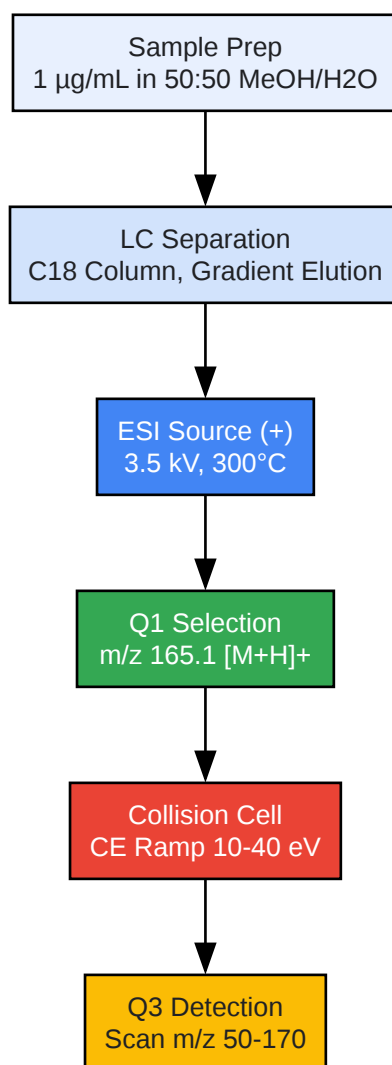 Sample Prep
1 µg/mL in 50:50 MeOH/H2O
LC Separation
C18 Column, Gradient Elution
ESI Source (+)
3.5 kV, 300°C
Q1 Selection
m/z 165.1 [M+H]+
Collision Cell
CE Ramp 10-40 eV
Q3 Detection
Scan m/z 50-170